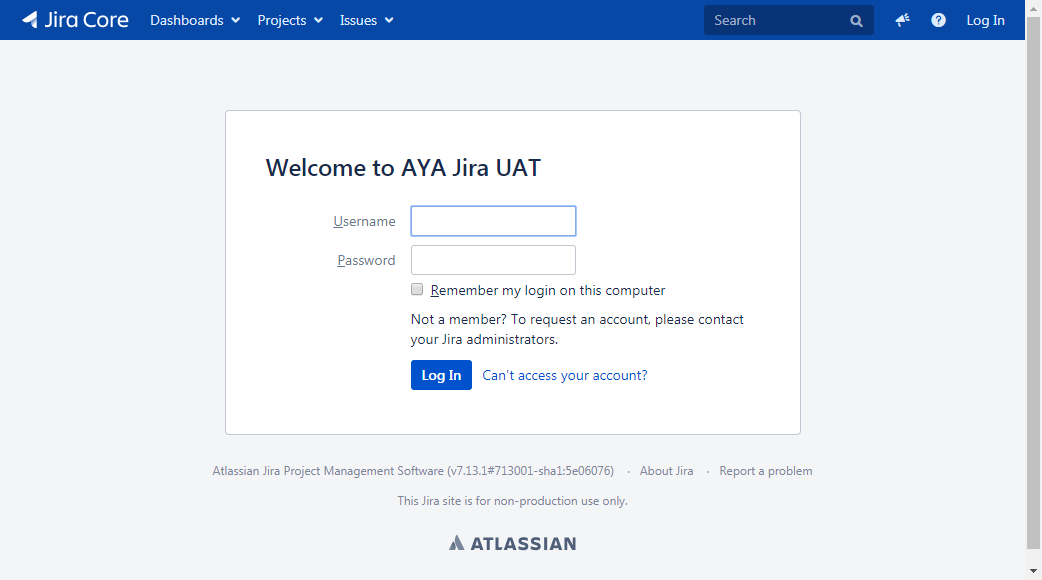 Jira Core Dashboards Projects Issues Search ? Log In
Welcome to AYA Jira UAT
Username
Password
Remember my login on this computer
Not a member? To request an account, please contact
your Jira administrators.
Log In Can't access your account?
Atlassian Jira Project Management Software (v7.13.1#713001-sha1:5e06076) · About Jira · Report a problem
This Jira site is for non-production use only.
ATLASSIAN